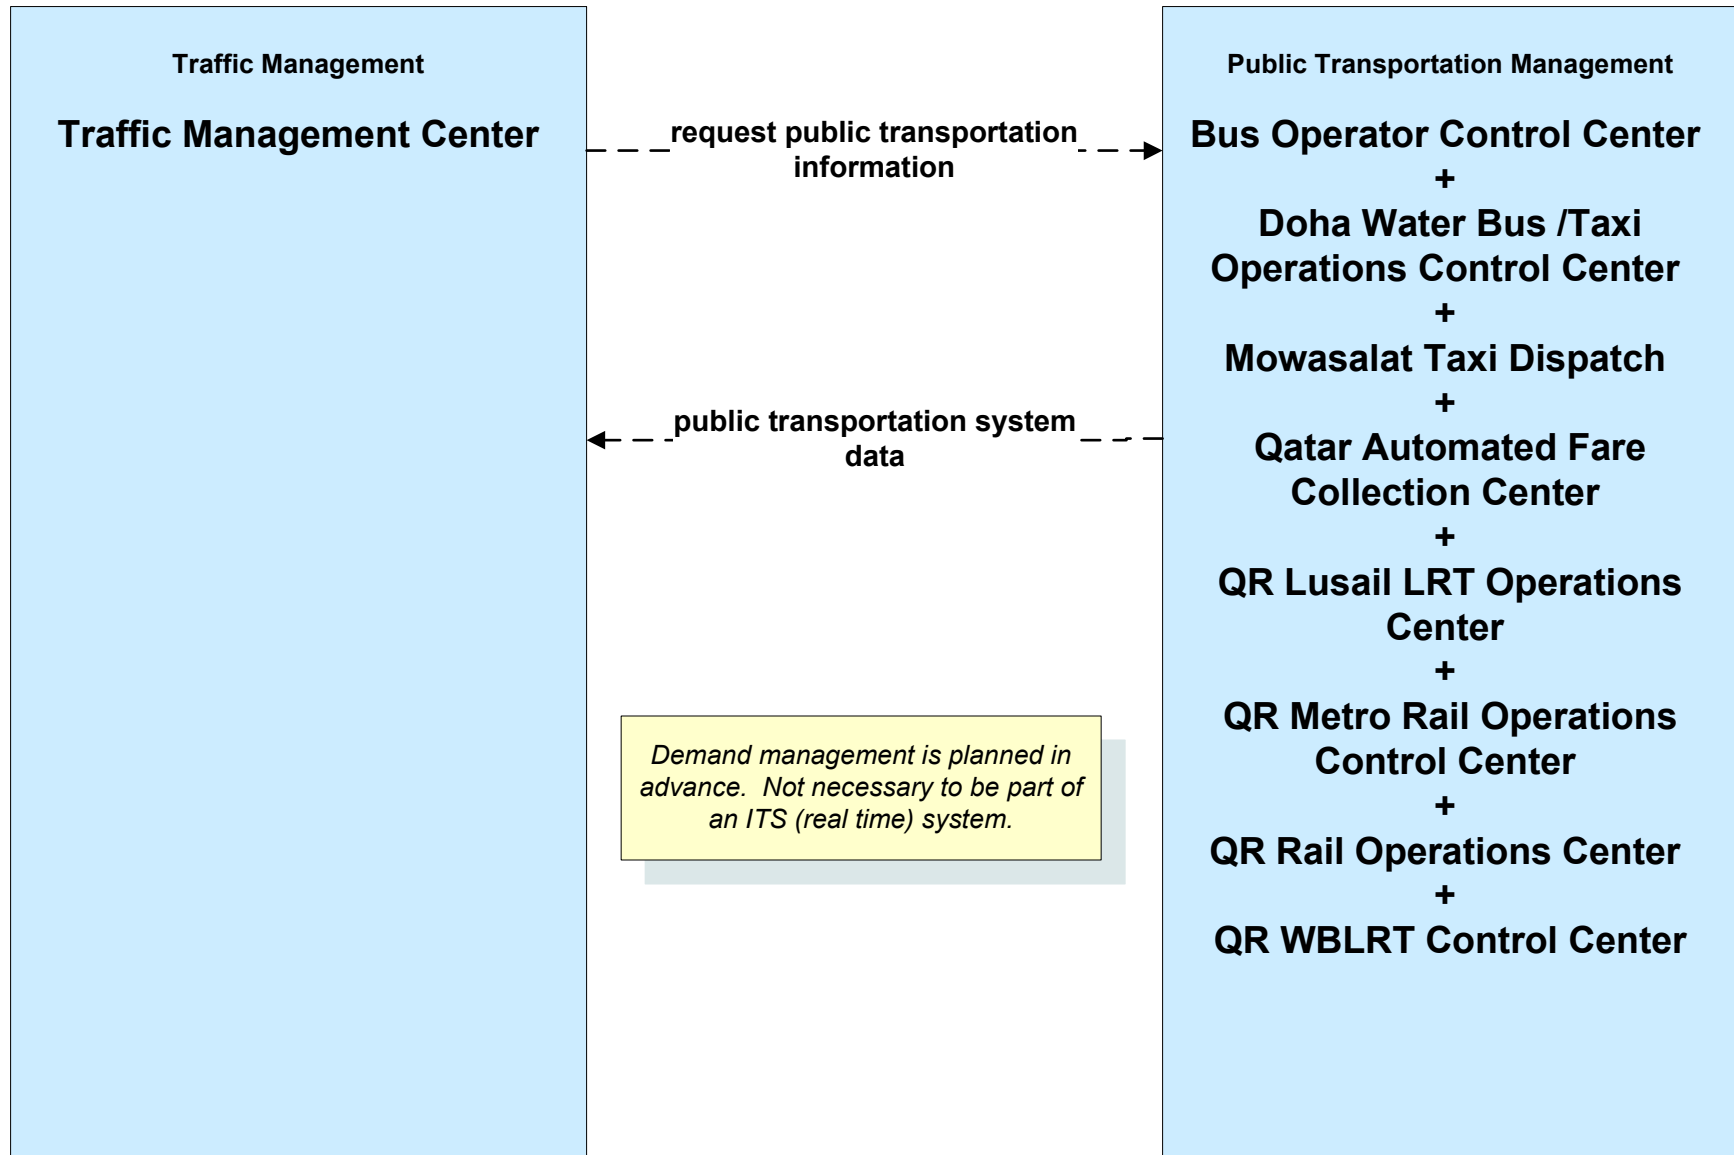 Traffic Management
Traffic Management Center
request public transportation
information
public transportation system
data
Demand management is planned in
advance.  Not necessary to be part of
an ITS (real time) system.
Public Transportation Management
Bus Operator Control Center
+
Doha Water Bus /Taxi
Operations Control Center
+
Mowasalat Taxi Dispatch
+
Qatar Automated Fare
Collection Center
+
QR Lusail LRT Operations
Center
+
QR Metro Rail Operations
Control Center
+
QR Rail Operations Center
+
QR WBLRT Control Center